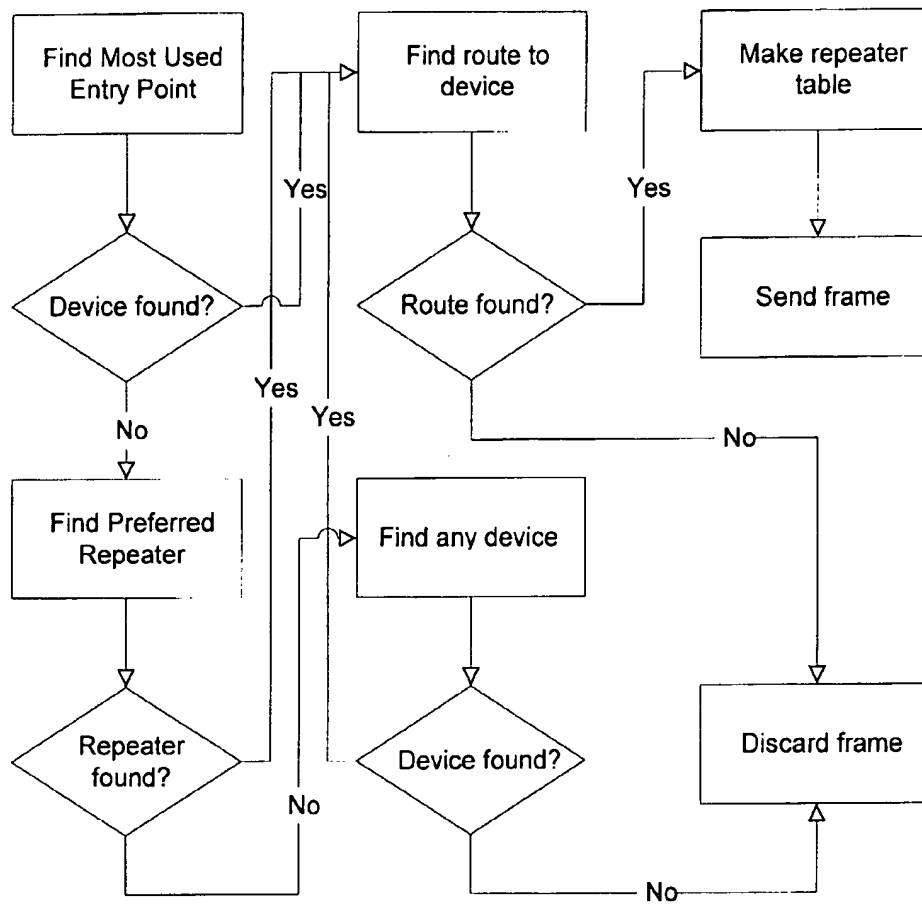 Find Most Used
Entry Point
Find route to
device
Make repeater
table
Yes
Yes
Device found?
Route found?
Send frame
Yes
Yes
No
No
Find Preferred
Repeater
Find any device
Repeater
found?
Device found?
Discard frame
No
No